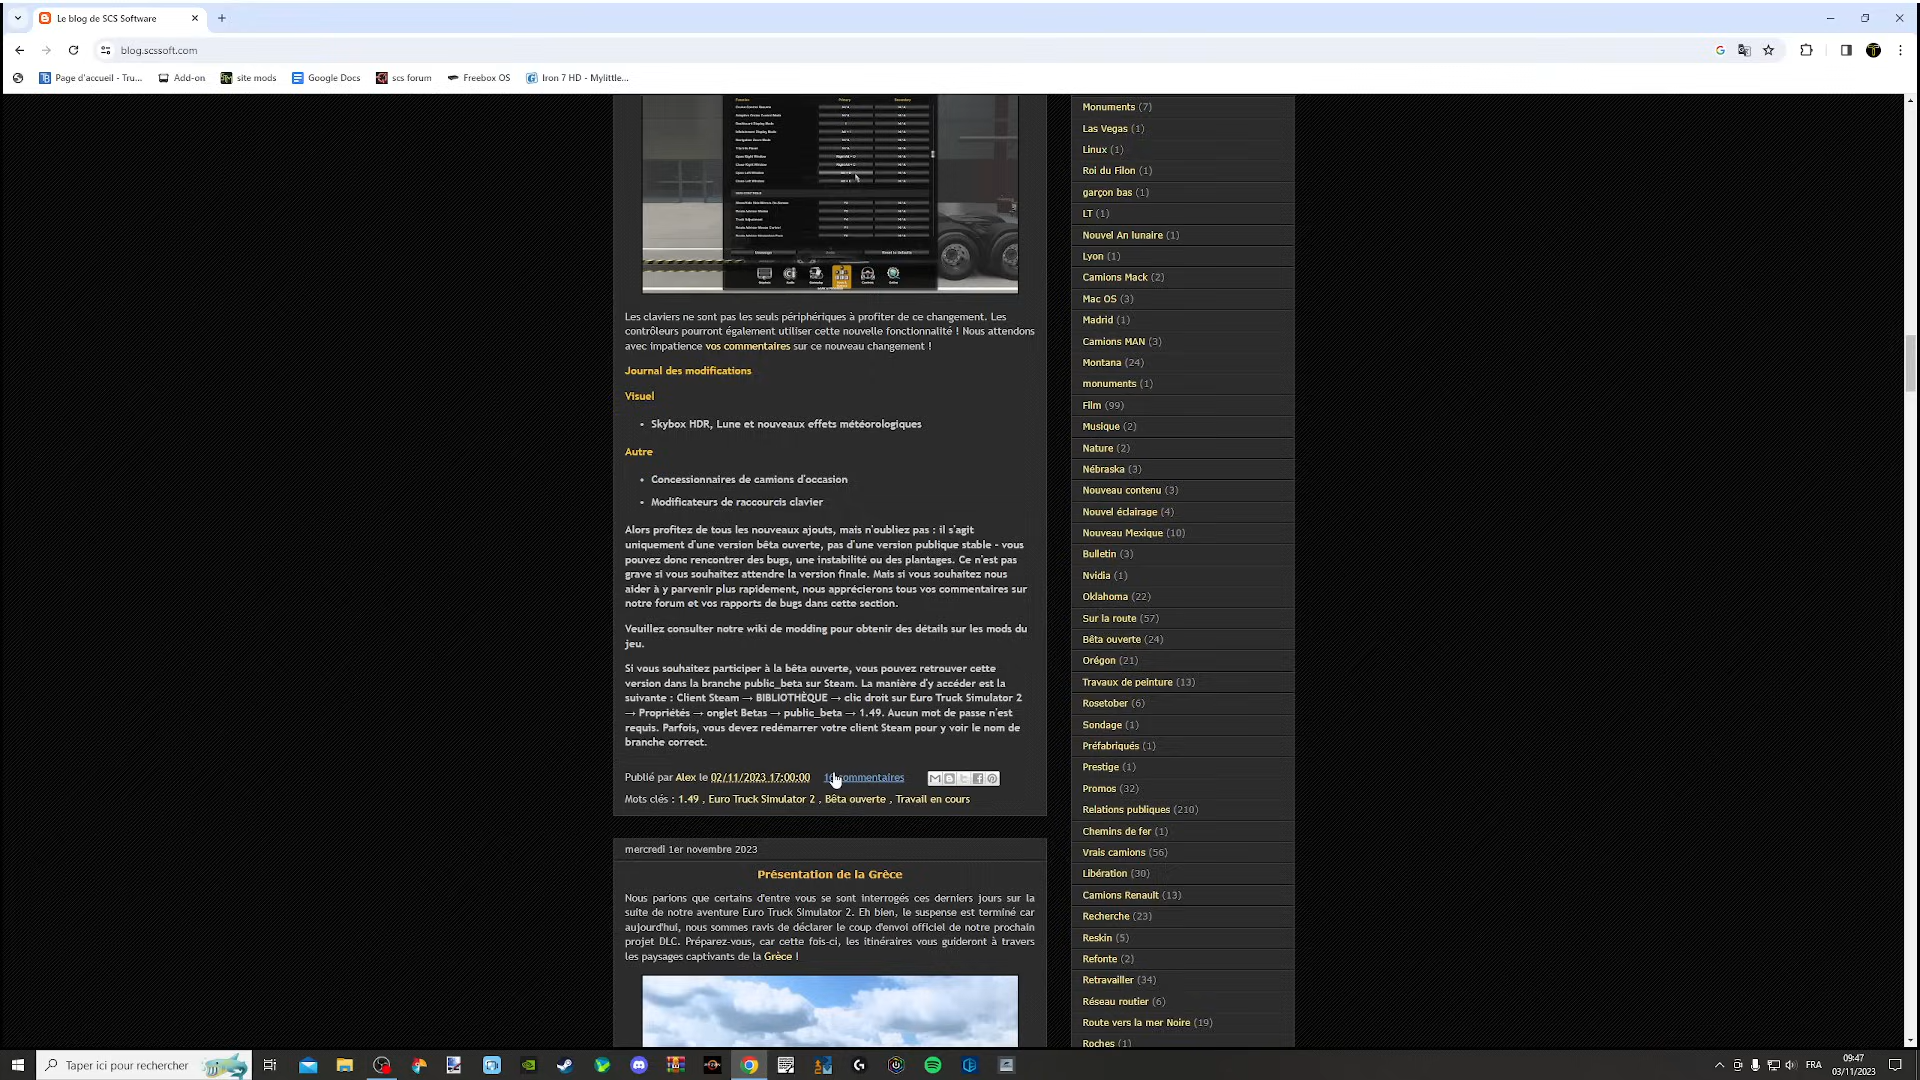 Le blog de SCS Software
blog.scssoft.com
Page d'accueil - Tru...
Add-on
site mods
Google Docs
scs forum
Freebox OS
Iron 7 HD - Mylittle...
Les claviers ne sont pas les seuls périphériques à profiter de ce changement. Les
contrôleurs pourront également utiliser cette nouvelle fonctionnalité ! Nous attendons
avec impatience vos commentaires sur ce nouveau changement !
Journal des modifications
Visuel
• Skybox HDR, Lune et nouveaux effets météorologiques
Autre
• Concessionnaires de camions d'occasion
• Modificateurs de raccourcis clavier
Alors profitez de tous les nouveaux ajouts, mais n'oubliez pas : il s'agit
uniquement d'une version bêta ouverte, pas d'une version publique stable - vous
pouvez donc rencontrer des bugs, une instabilité ou des plantages. Ce n'est pas
grave si vous souhaitez attendre la version finale. Mais si vous souhaitez nous
aider à y parvenir plus rapidement, nous apprécierons tous vos commentaires sur
notre forum et vos rapports de bugs dans cette section.
Veuillez consulter notre wiki de modding pour obtenir des détails sur les mods du
jeu.
Si vous souhaitez participer à la bêta ouverte, vous pouvez retrouver cette
version dans la branche public_beta sur Steam. La manière d'y accéder est la
suivante : Client Steam → BIBLIOTHÈQUE → clic droit sur Euro Truck Simulator 2
→ Propriétés → onglet Betas → public_beta → 1.49. Aucun mot de passe n'est
requis. Parfois, vous devez redémarrer votre client Steam pour y voir le nom de
branche correct.
Publié par Alex le 02/11/2023 17:00:00 commentaires
Mots clés : 1.49 , Euro Truck Simulator 2 , Bêta ouverte , Travail en cours
mercredi 1er novembre 2023
Présentation de la Grèce
Nous parions que certains d'entre vous se sont interrogés ces derniers jours sur la
suite de notre aventure Euro Truck Simulator 2. Eh bien, le suspense est terminé car
aujourd'hui, nous sommes ravis de déclarer le coup d'envoi officiel de notre prochain
projet DLC. Préparez-vous, car cette fois-ci, les itinéraires vous guideront à travers
les paysages captivants de la Grèce !
Monuments (7)
Las Vegas (1)
Linux (1)
Roi du Filon (1)
garçon bas (1)
LT (1)
Nouvel An lunaire (1)
Lyon (1)
Camions Mack (2)
Mac OS (3)
Madrid (1)
Camions MAN (3)
Montana (24)
monuments (1)
Film (99)
Musique (2)
Nature (2)
Nébraska (3)
Nouveau contenu (3)
Nouvel éclairage (4)
Nouveau Mexique (10)
Bulletin (3)
Nvidia (1)
Oklahoma (22)
Sur la route (57)
Bêta ouverte (24)
Orégon (21)
Travaux de peinture (13)
Rosetober (6)
Sondage (1)
Préfabriqués (1)
Prestige (1)
Promos (32)
Relations publiques (210)
Chemins de fer (1)
Vrais camions (56)
Libération (30)
Camions Renault (13)
Recherche (23)
Reskin (5)
Refonte (2)
Retravailler (34)
Réseau routier (6)
Route vers la mer Noire (19)
Roches (1)
Taper ici pour rechercher
FRA
09:47
03/11/2023